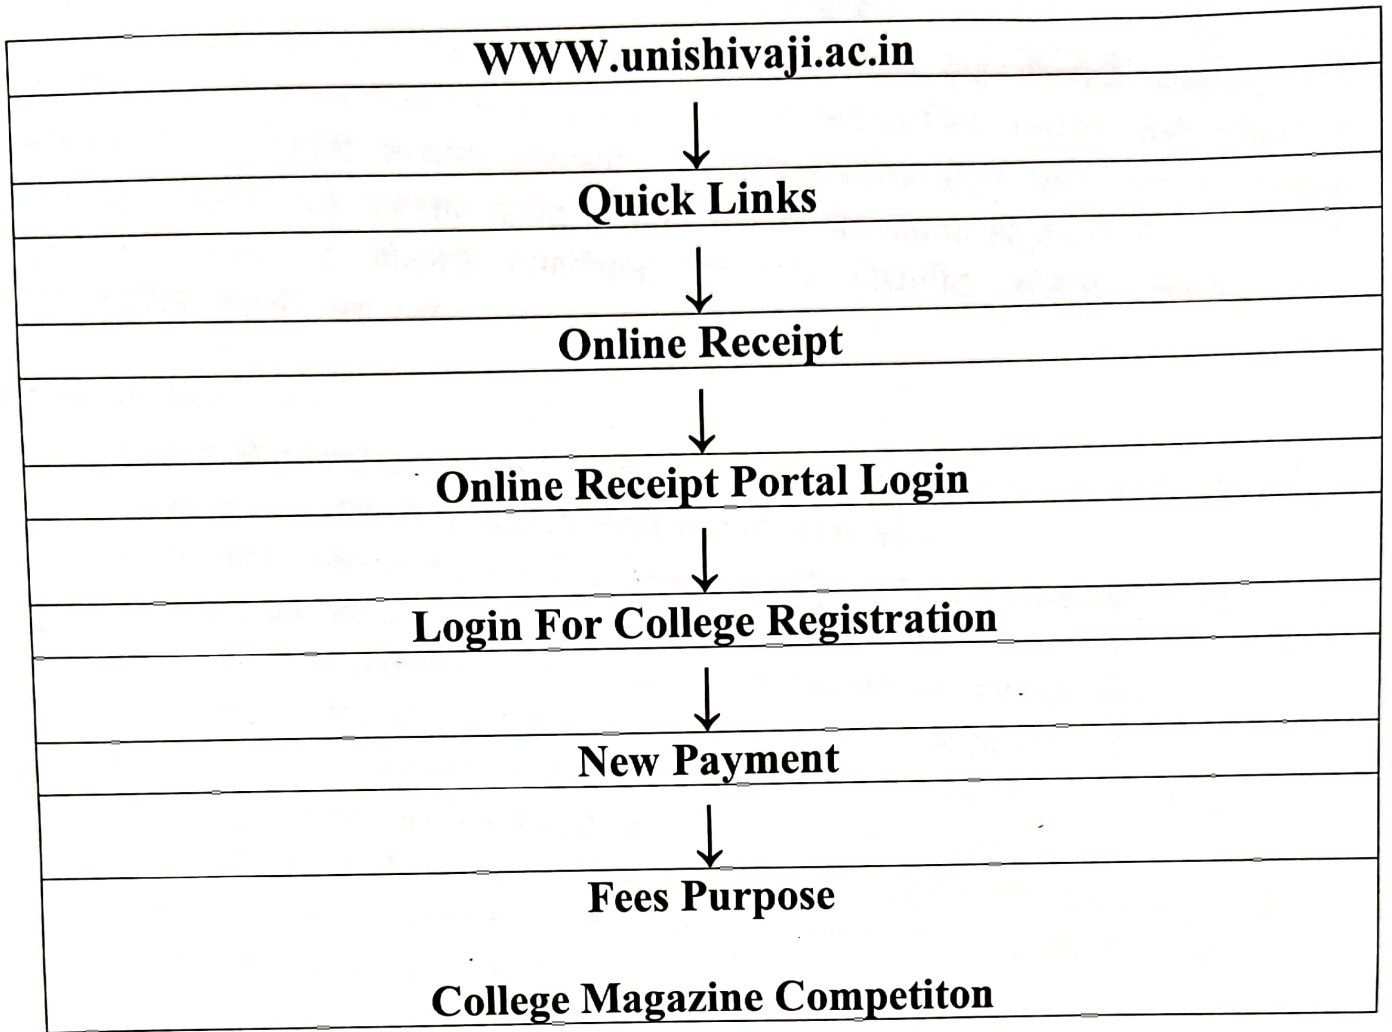 WWW.unishivaji.ac.in
↓
Quick Links
↓
Online Receipt
↓
Online Receipt Portal Login
↓
Login For College Registration
↓
New Payment
↓
Fees Purpose
College Magazine Competiton